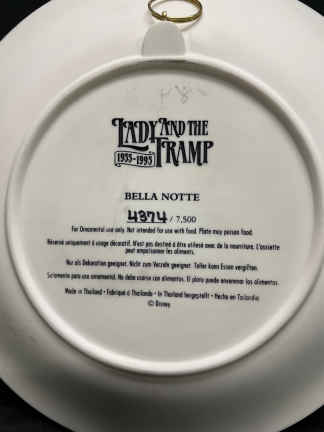 LADY AND THE
1955-1995 TRAMP
BELLA NOTTE
4374 / 7,500
For Ornamental use only. Not intended for use with food. Plate may poison food.
Réservé uniquement à usage décoratif. N'est pas destiné à être utilisé avec de la nourriture. L'assiette
peut empoisonner les aliments.
Nur als Dekoration geeignet. Nicht zum Verzehr geeignet. Teller kann Essen vergiften.
Solamente para uso ornamental. No debe usarse con alimentos. El plato puede envenenar los alimentos.
Made in Thailand • Fabriqué à Thaïlande • In Thailand hergestellt • Hecho en Tailandia
© Disney